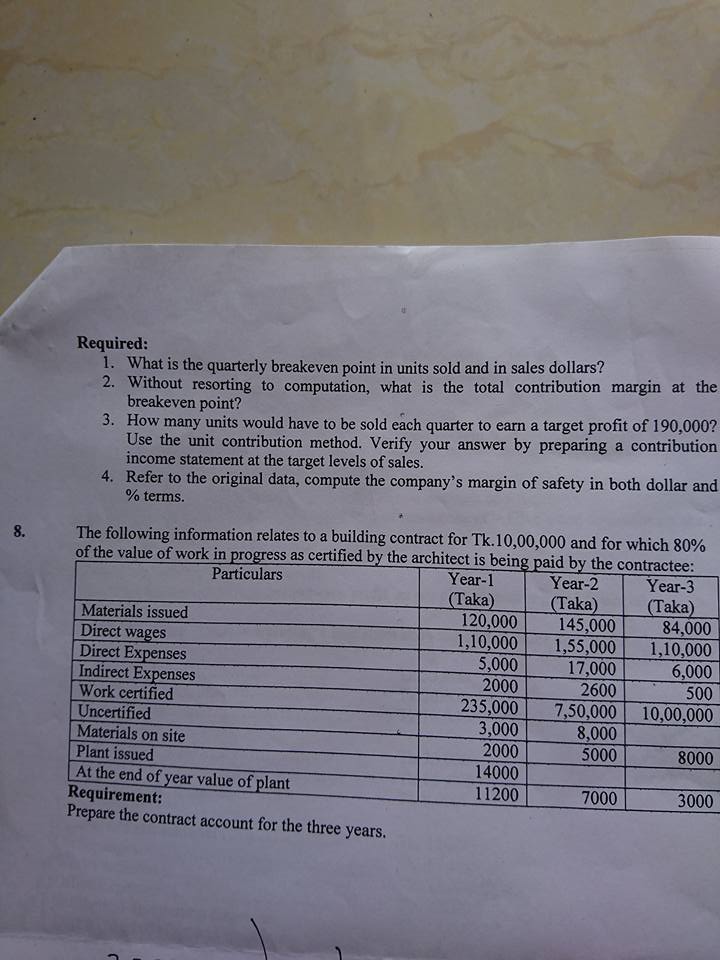 Required:
1. What is the quarterly breakeven point in units sold and in sales dollars?
2. Without resorting to computation, what is the total contribution margin at the
breakeven point?
3. How many units would have to be sold each quarter to earn a target profit of 190,000?
Use the unit contribution method. Verify your answer by preparing a contribution
income statement at the target levels of sales.
4. Refer to the original data, compute the company's margin of safety in both dollar and
% terms.
8. The following information relates to a building contract for Tk.10,00,000 and for which 80%
of the value of work in progress as certified by the architect is being paid by the contractee:
Particulars Year-1 (Taka) Year-2 (Taka) Year-3 (Taka)
Materials issued 120,000 145,000 84,000
Direct wages 1,10,000 1,55,000 1,10,000
Direct Expenses 5,000 17,000 6,000
Indirect Expenses 2000 2600 500
Work certified 235,000 7,50,000 10,00,000
Uncertified 3,000 8,000
Materials on site 2000 5000 8000
Plant issued 14000
At the end of year value of plant 11200 7000 3000
Requirement:
Prepare the contract account for the three years.